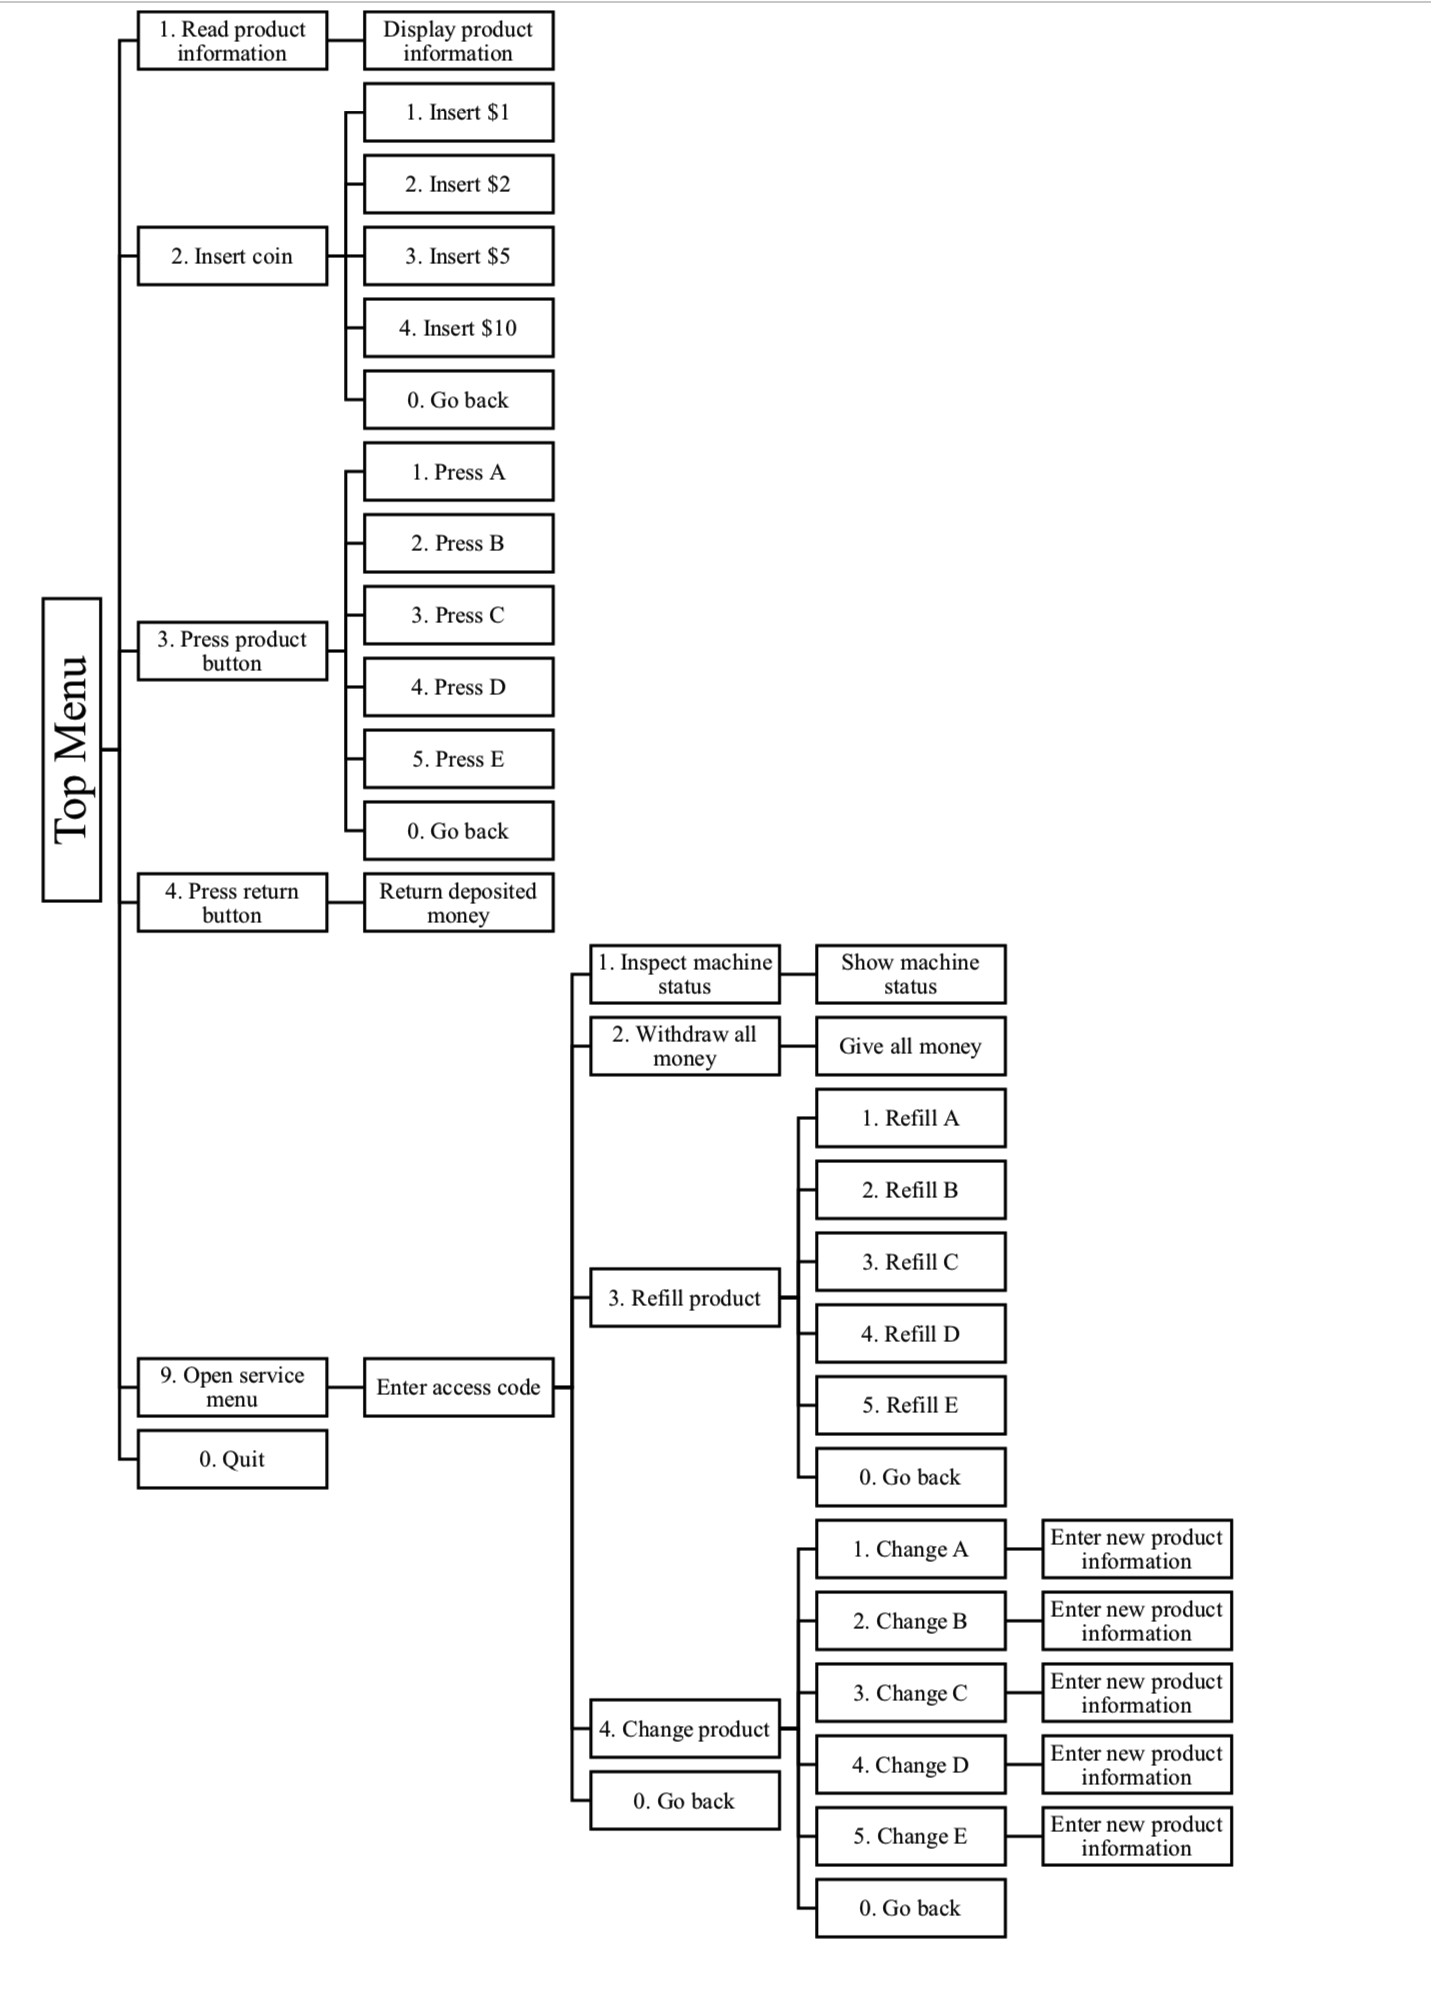 1. Read product
information
Display product
information
1. Insert $1
2. Insert $2
2. Insert coin
3. Insert $5
4. Insert $10
0. Go back
1. Press A
2. Press B
3. Press C
3. Press product
button
4. Press D
5. Press E
0. Go back
Top Menu
4. Press return
button
Return deposited
money
1. Inspect machine
status
Show machine
status
2. Withdraw all
money
Give all money
1. Refill A
2. Refill B
3. Refill C
3. Refill product
4. Refill D
5. Refill E
0. Go back
9. Open service
menu
Enter access code
0. Quit
1. Change A
Enter new product
information
2. Change B
Enter new product
information
3. Change C
Enter new product
information
4. Change product
4. Change D
Enter new product
information
0. Go back
5. Change E
Enter new product
information
0. Go back